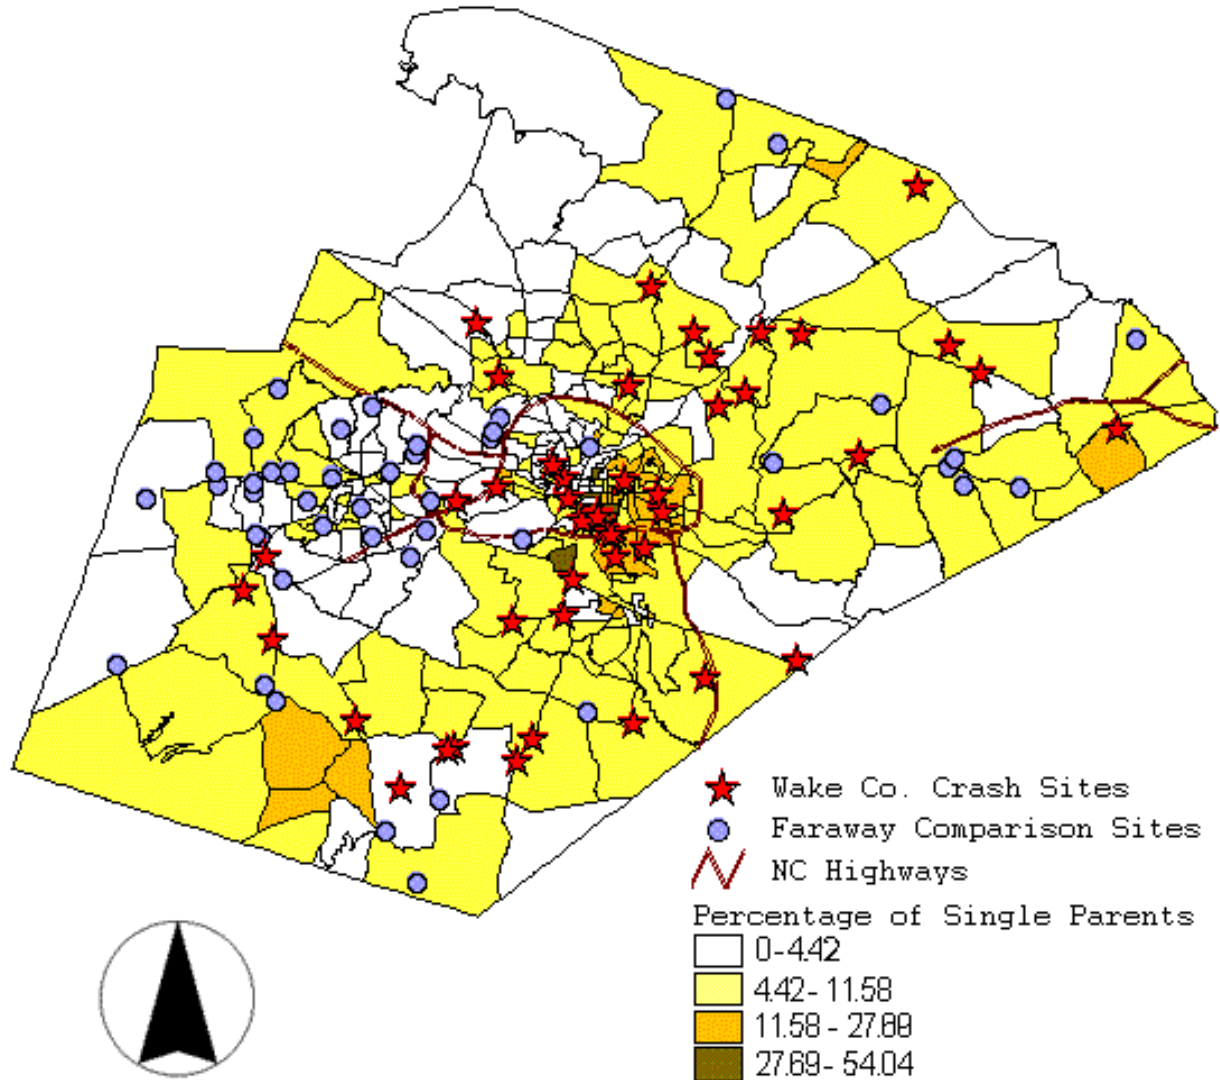 Wake Co. Crash Sites
Faraway Comparison Sites
NC Highways
Percentage of Single Parents
0-4.42
4.42- 11.58
11.58 - 27.88
27.69- 54.04